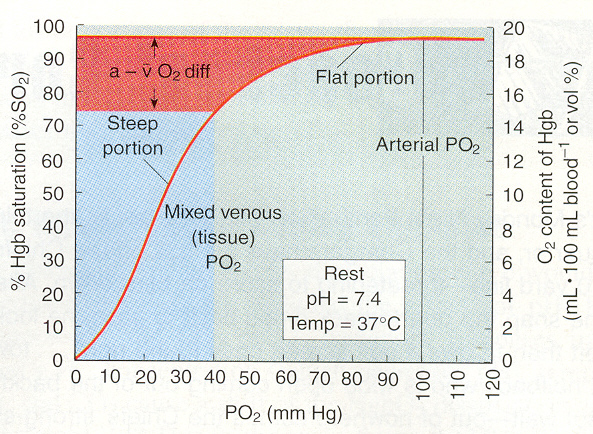 100
90
80
70
60
50
40
30
20
10
0
% Hgb saturation (%SO2)
a – v̄ O2 diff
Steep
portion
Flat portion
Arterial PO2
Mixed venous
(tissue)
PO2
Rest
pH = 7.4
Temp = 37°C
20
18
16
14
12
10
8
6
4
2
0
O2 content of Hgb
(mL • 100 mL blood⁻¹ or vol %)
0 10 20 30 40 50 60 70 80 90 100 110 120
PO2 (mm Hg)